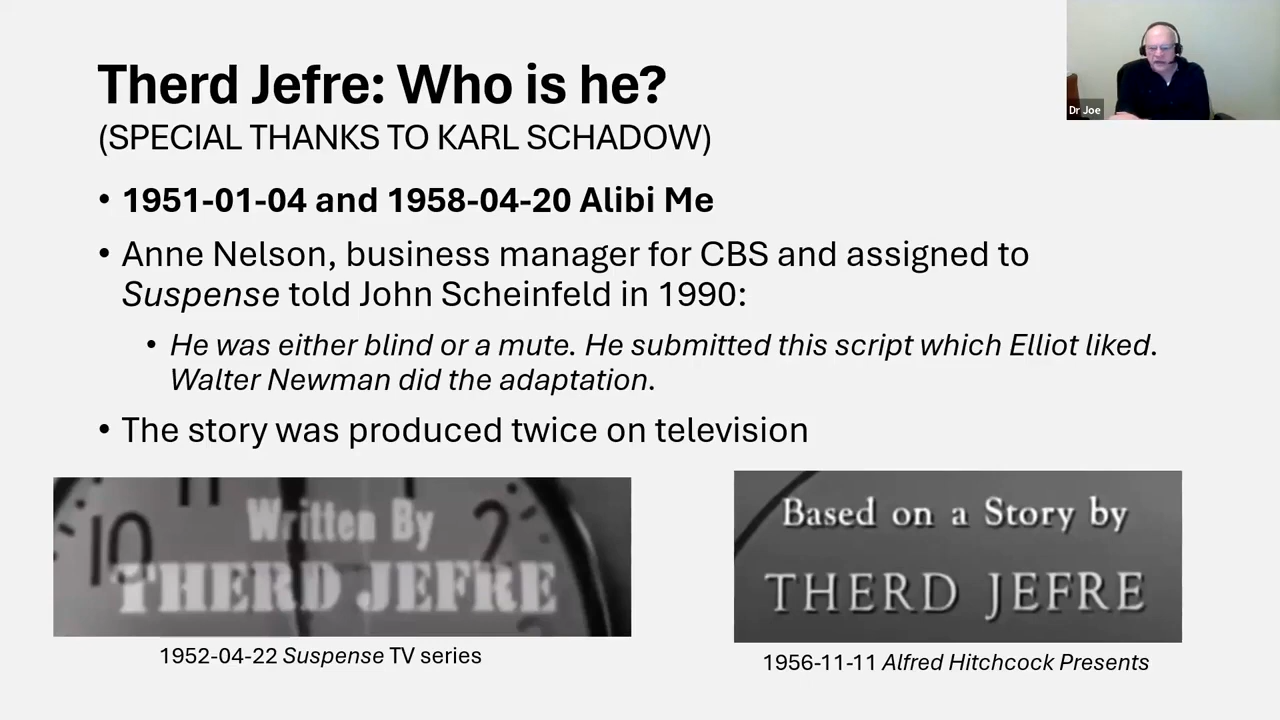 Therd Jefre: Who is he?
(SPECIAL THANKS TO KARL SCHADOW)
Dr Joe
• 1951-01-04 and 1958-04-20 Alibi Me
• Anne Nelson, business manager for CBS and assigned to
Suspense told John Scheinfeld in 1990:
• He was either blind or a mute. He submitted this script which Elliot liked.
Walter Newman did the adaptation.
• The story was produced twice on television
Written By
10 2
THERD JEFRE
1952-04-22 Suspense TV series
Based on a Story by
THERD JEFRE
1956-11-11 Alfred Hitchcock Presents